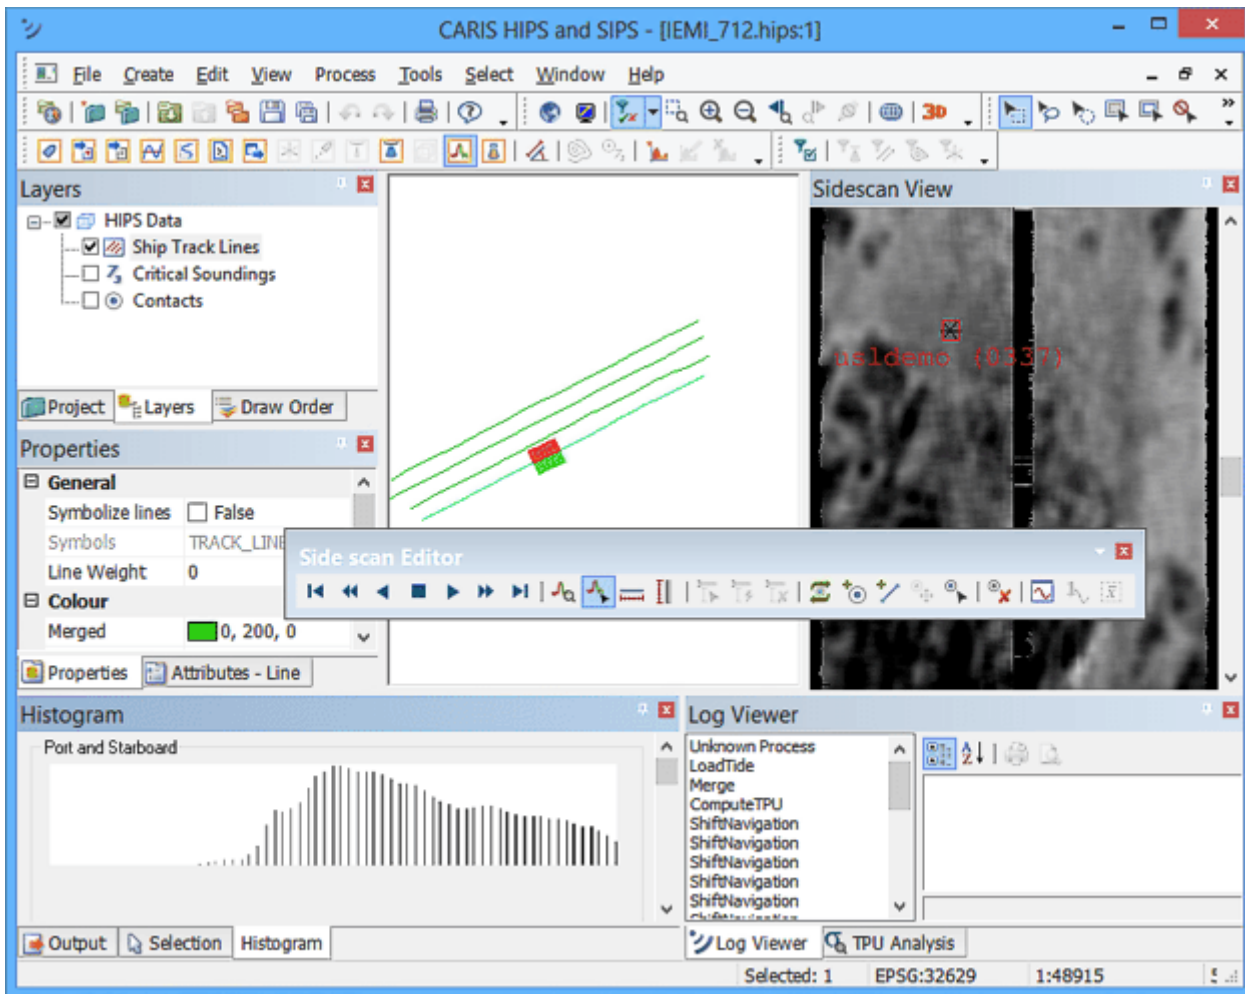 CARIS HIPS and SIPS - [IEMI_712.hips:1]
File Create Edit View Process Tools Select Window Help
3D
Layers
HIPS Data
Ship Track Lines
Critical Soundings
Contacts
Project Layers Draw Order
Properties
General
Symbolize lines False
Symbols TRACK_LINE
Line Weight 0
Colour
Merged 0, 200, 0
Properties Attributes - Line
Sidescan View
usldemo (0337)
Side scan Editor
Histogram
Port and Starboard
Output Selection Histogram
Log Viewer
Unknown Process
LoadTide
Merge
ComputeTPU
ShiftNavigation
ShiftNavigation
ShiftNavigation
ShiftNavigation
ShiftNavigation
Log Viewer TPU Analysis
Selected: 1 EPSG:32629 1:48915